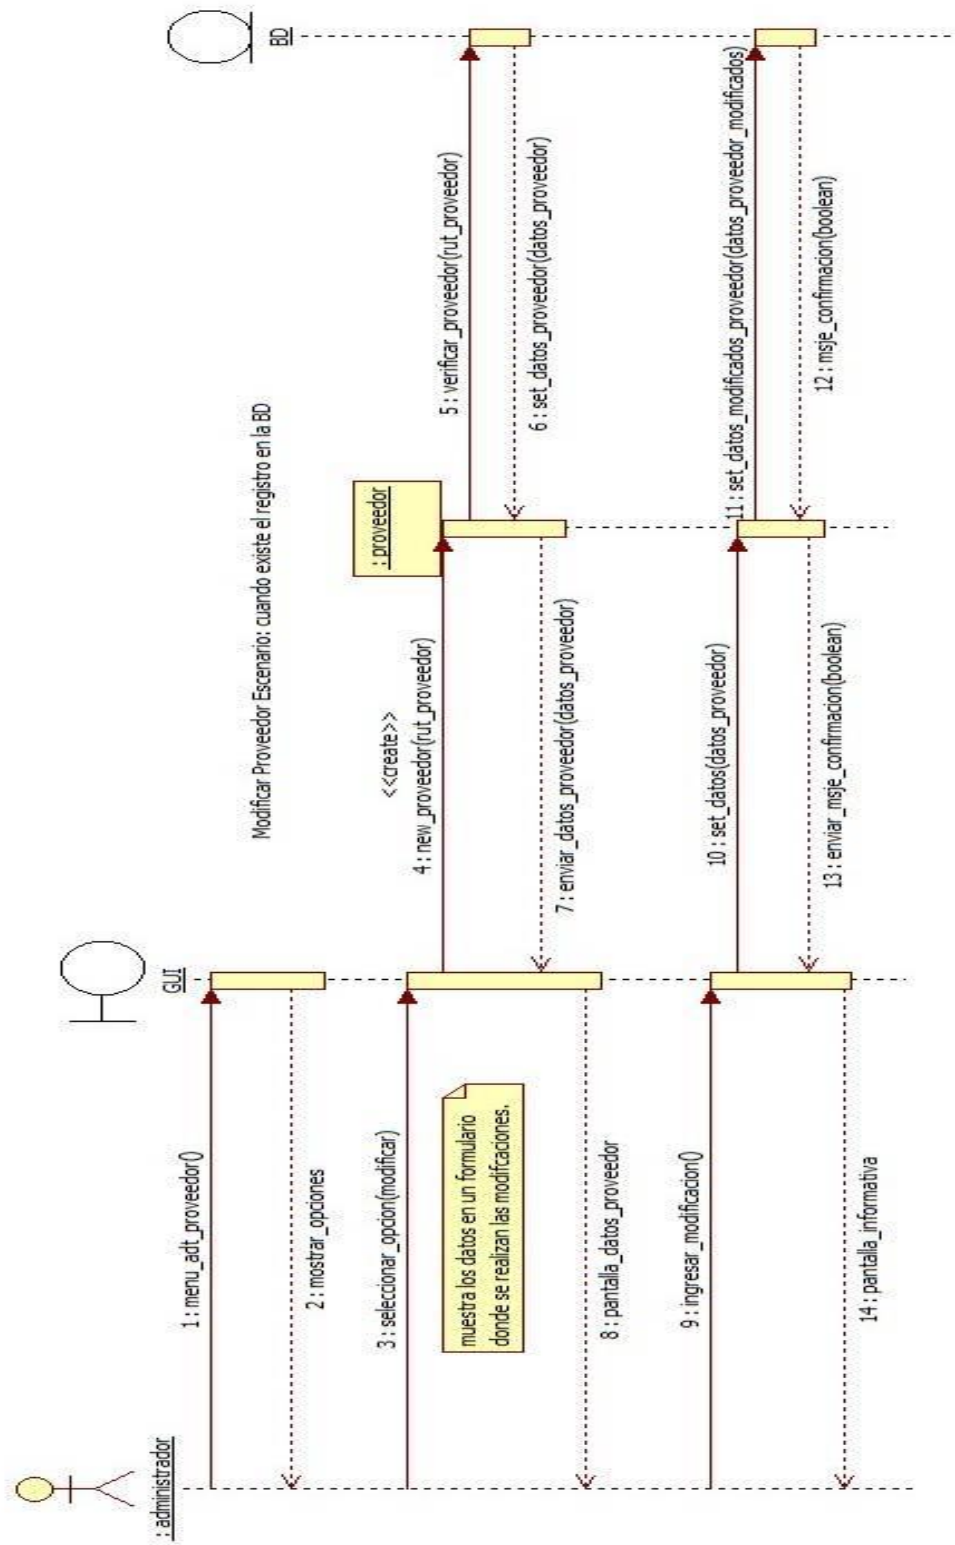 Modificar Proveedor Escenario: cuando existe el registro en la BD
: administrador
GUI
: proveedor
BD
1 : menu_adt_proveedor()
2 : mostrar_opciones
3 : seleccionar_opcion(modificar)
<<create>>
4 : new_proveedor(rut_proveedor)
5 : verificar_proveedor(rut_proveedor)
6 : set_datos_proveedor(datos_proveedor)
7 : enviar_datos_proveedor(datos_proveedor)
muestra los datos en un formulario
donde se realizan las modifcaciones.
8 : pantalla_datos_proveedor
9 : ingresar_modificacion()
10 : set_datos(datos_proveedor)
11 : set_datos_modificados_proveedor(datos_proveedor_modificados)
12 : msje_confirmacion(boolean)
13 : enviar_msje_confirmacion(boolean)
14 : pantalla_informativa